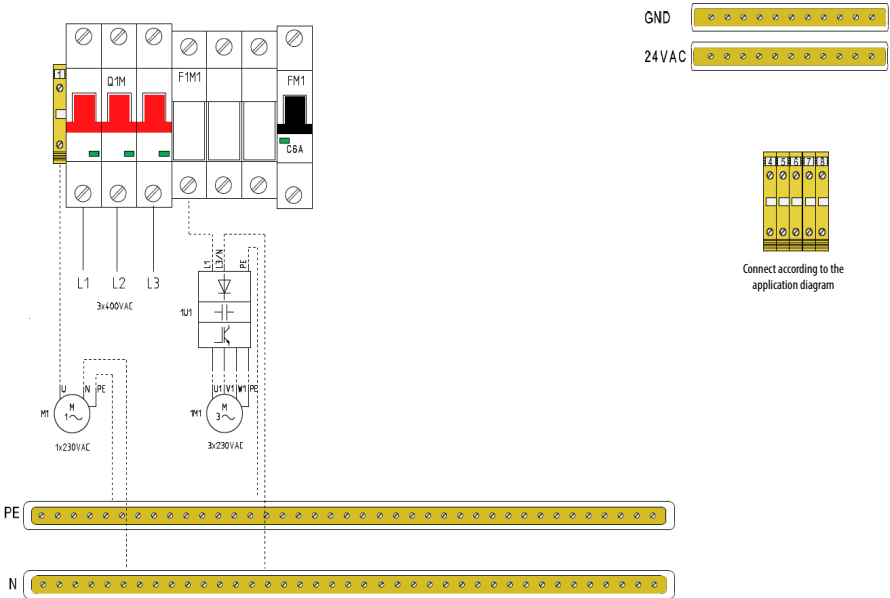 GND
24VAC
1
Q1M
F1M1
FM1
C6A
4 5 6 7 8
Connect according to the
application diagram
L1 L2 L3
3x400VAC
L1
L3/N
PE
1U1
U N PE
M1
M
1
1x230VAC
U1 V1 W1 PE
1M1
M
3
3x230VAC
PE
N